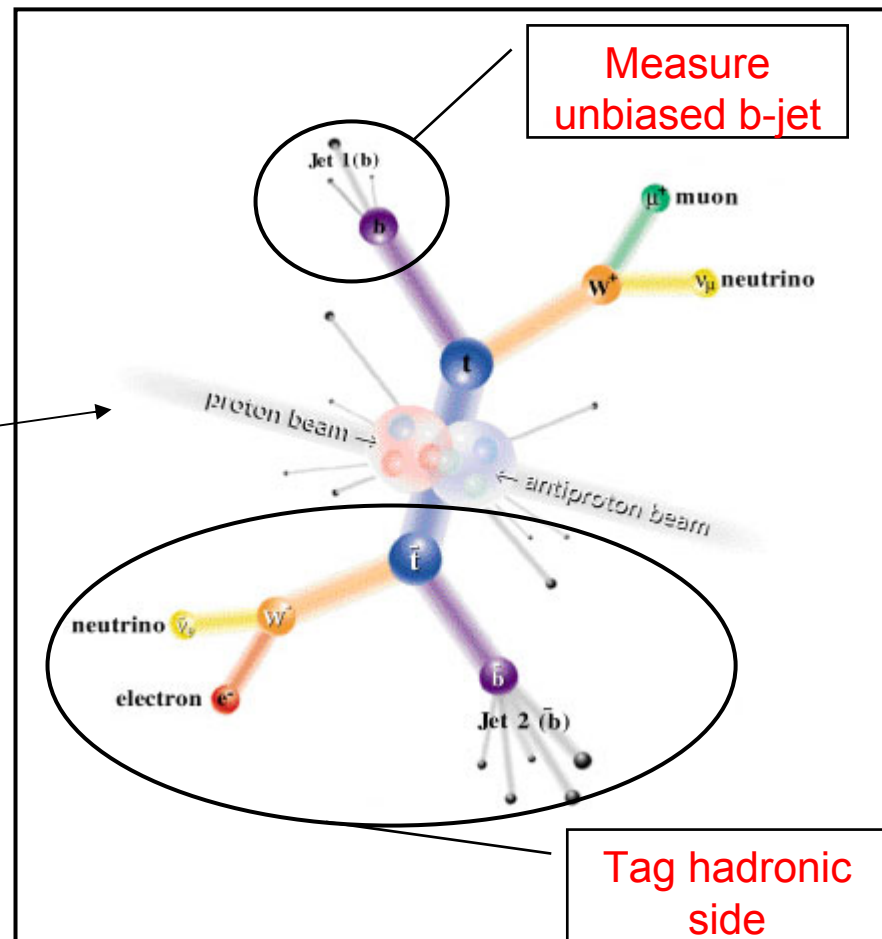 Measure
unbiased b-jet
Jet 1(b)
b
μ⁺ muon
W⁺
νμ neutrino
t
proton beam →
← antiproton beam
t̄
neutrino
W⁻
electron e⁻
b̄
Jet 2 (b̄)
Tag hadronic
side